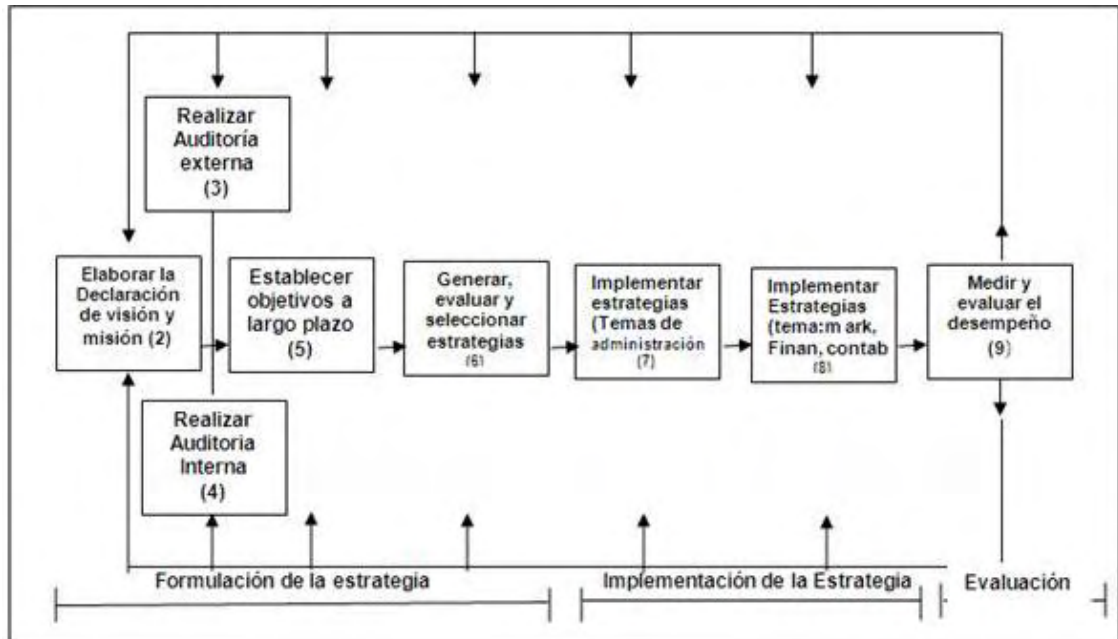 Realizar
Auditoría
externa
(3)
Elaborar la
Declaración
de visión y
misión (2)
Establecer
objetivos a
largo plazo
(5)
Generar,
evaluar y
seleccionar
estrategias
(6)
Implementar
estrategias
(Temas de
administración
(7)
Implementar
Estrategias
(tema:m ark,
Finan, contab
(8)
Medir y
evaluar el
desempeño
(9)
Realizar
Auditoria
Interna
(4)
Formulación de la estrategia
Implementación de la Estrategia
Evaluación